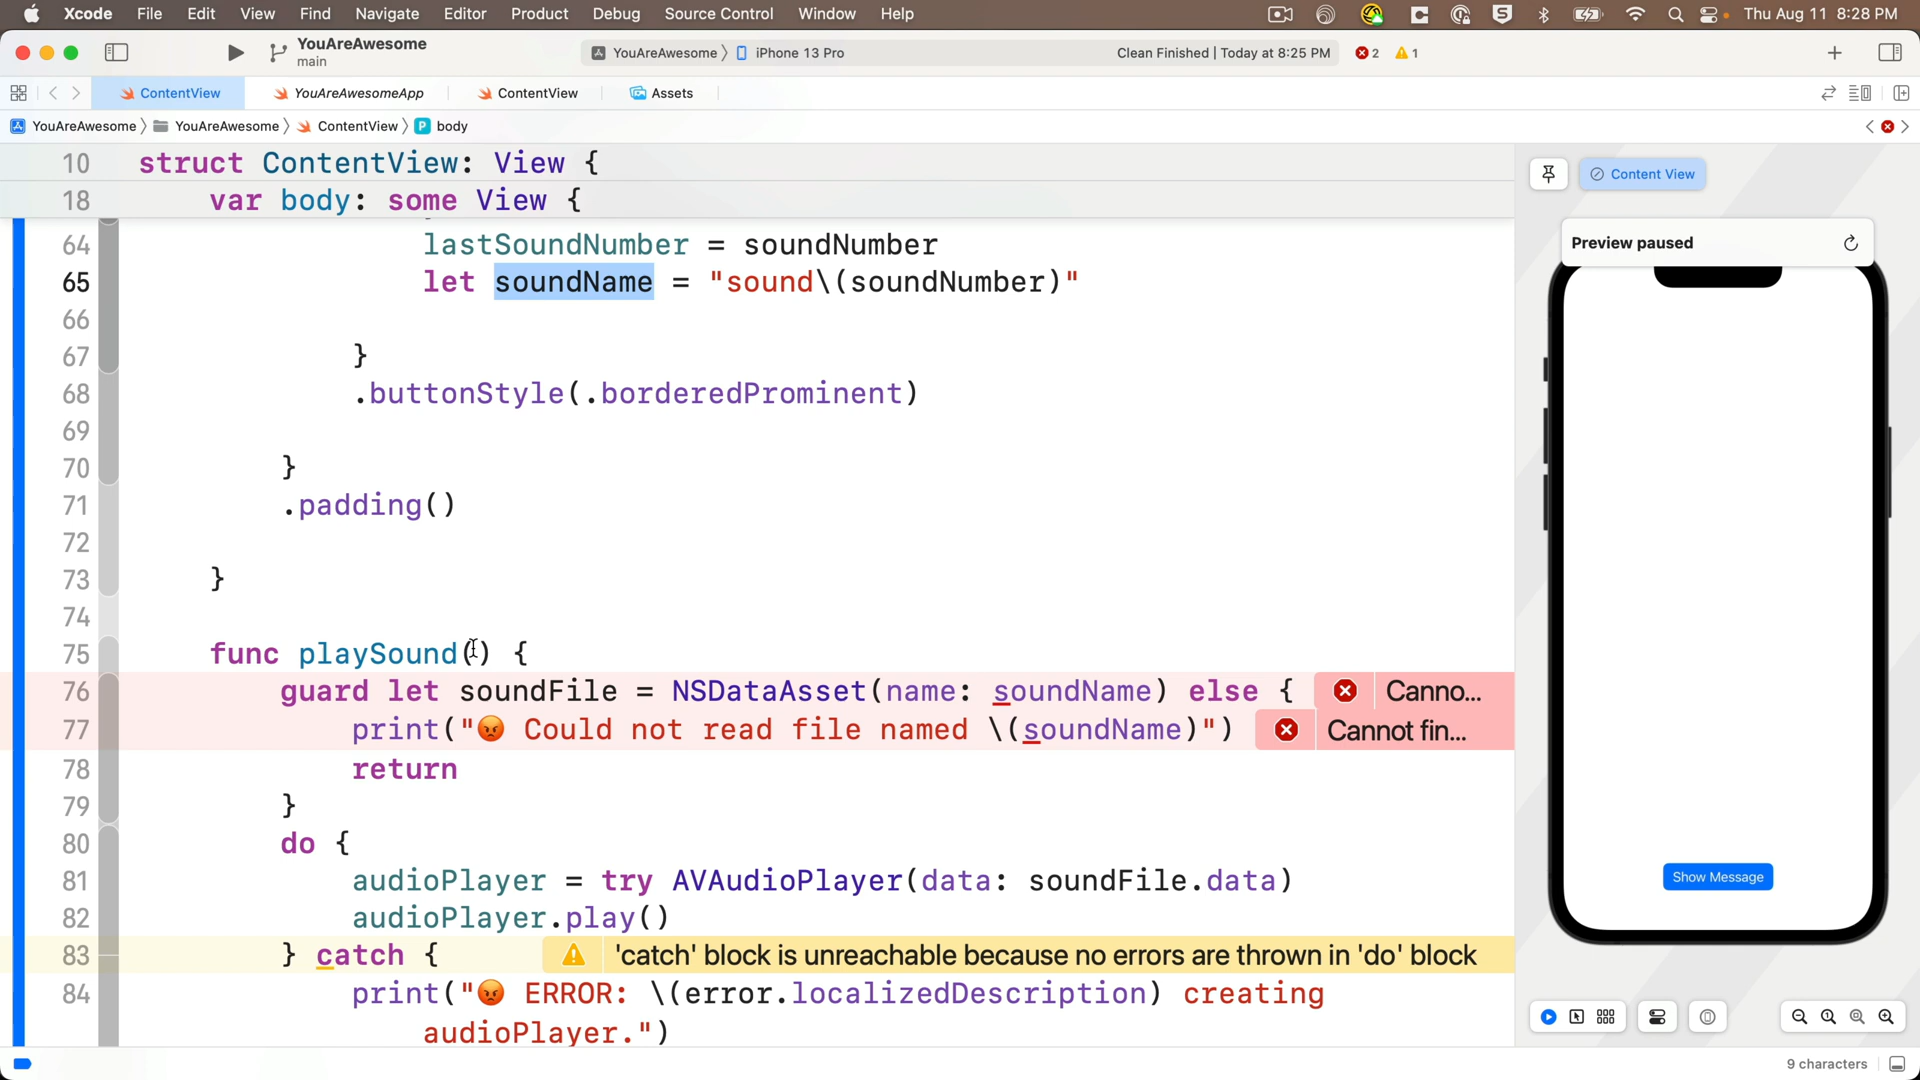 Xcode File Edit View Find Navigate Editor Product Debug Source Control Window Help Thu Aug 11 8:28 PM
YouAreAwesome
main
YouAreAwesome 〉 iPhone 13 Pro Clean Finished | Today at 8:25 PM 2 1
ContentView YouAreAwesomeApp ContentView Assets
YouAreAwesome 〉 YouAreAwesome 〉 ContentView 〉 P body
10 struct ContentView: View {
18 var body: some View {
64 lastSoundNumber = soundNumber
65 let soundName = "sound\(soundNumber)"
66
67 }
68 .buttonStyle(.borderedProminent)
69
70 }
71 .padding()
72
73 }
74
75 func playSound() {
76 guard let soundFile = NSDataAsset(name: soundName) else { Canno...
77 print("😡 Could not read file named \(soundName)") Cannot fin...
78 return
79 }
80 do {
81 audioPlayer = try AVAudioPlayer(data: soundFile.data)
82 audioPlayer.play()
83 } catch { 'catch' block is unreachable because no errors are thrown in 'do' block
84 print("😡 ERROR: \(error.localizedDescription) creating
audioPlayer.")
Content View
Preview paused
Show Message
9 characters